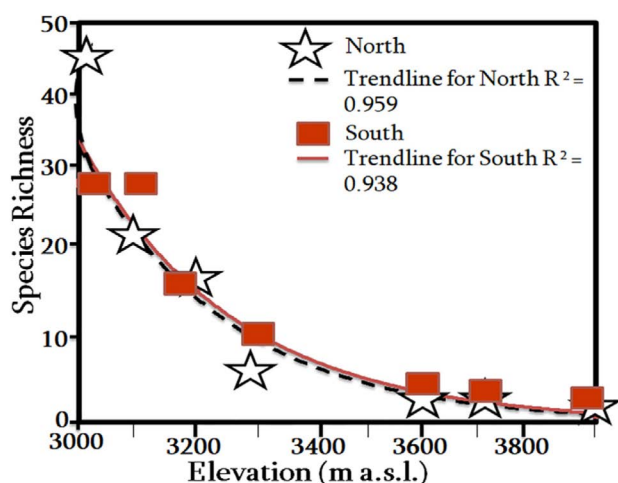 50
40
30
20
10
0
Species Richness
North
Trendline for North R² =
0.959
South
Trendline for South R² =
0.938
3000 3200 3400 3600 3800
Elevation (m a.s.l.)